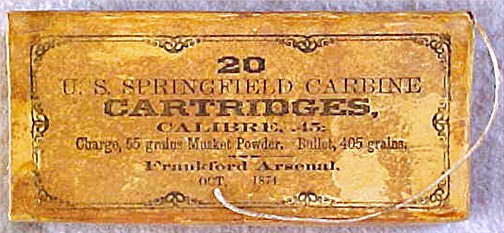 20
U. S. SPRINGFIELD CARBINE
CARTRIDGES,
CALIBRE, .45.
Charge, 55 grains Musket Powder. Bullet, 405 grains.
Frankford Arsenal,
OCT. 1874